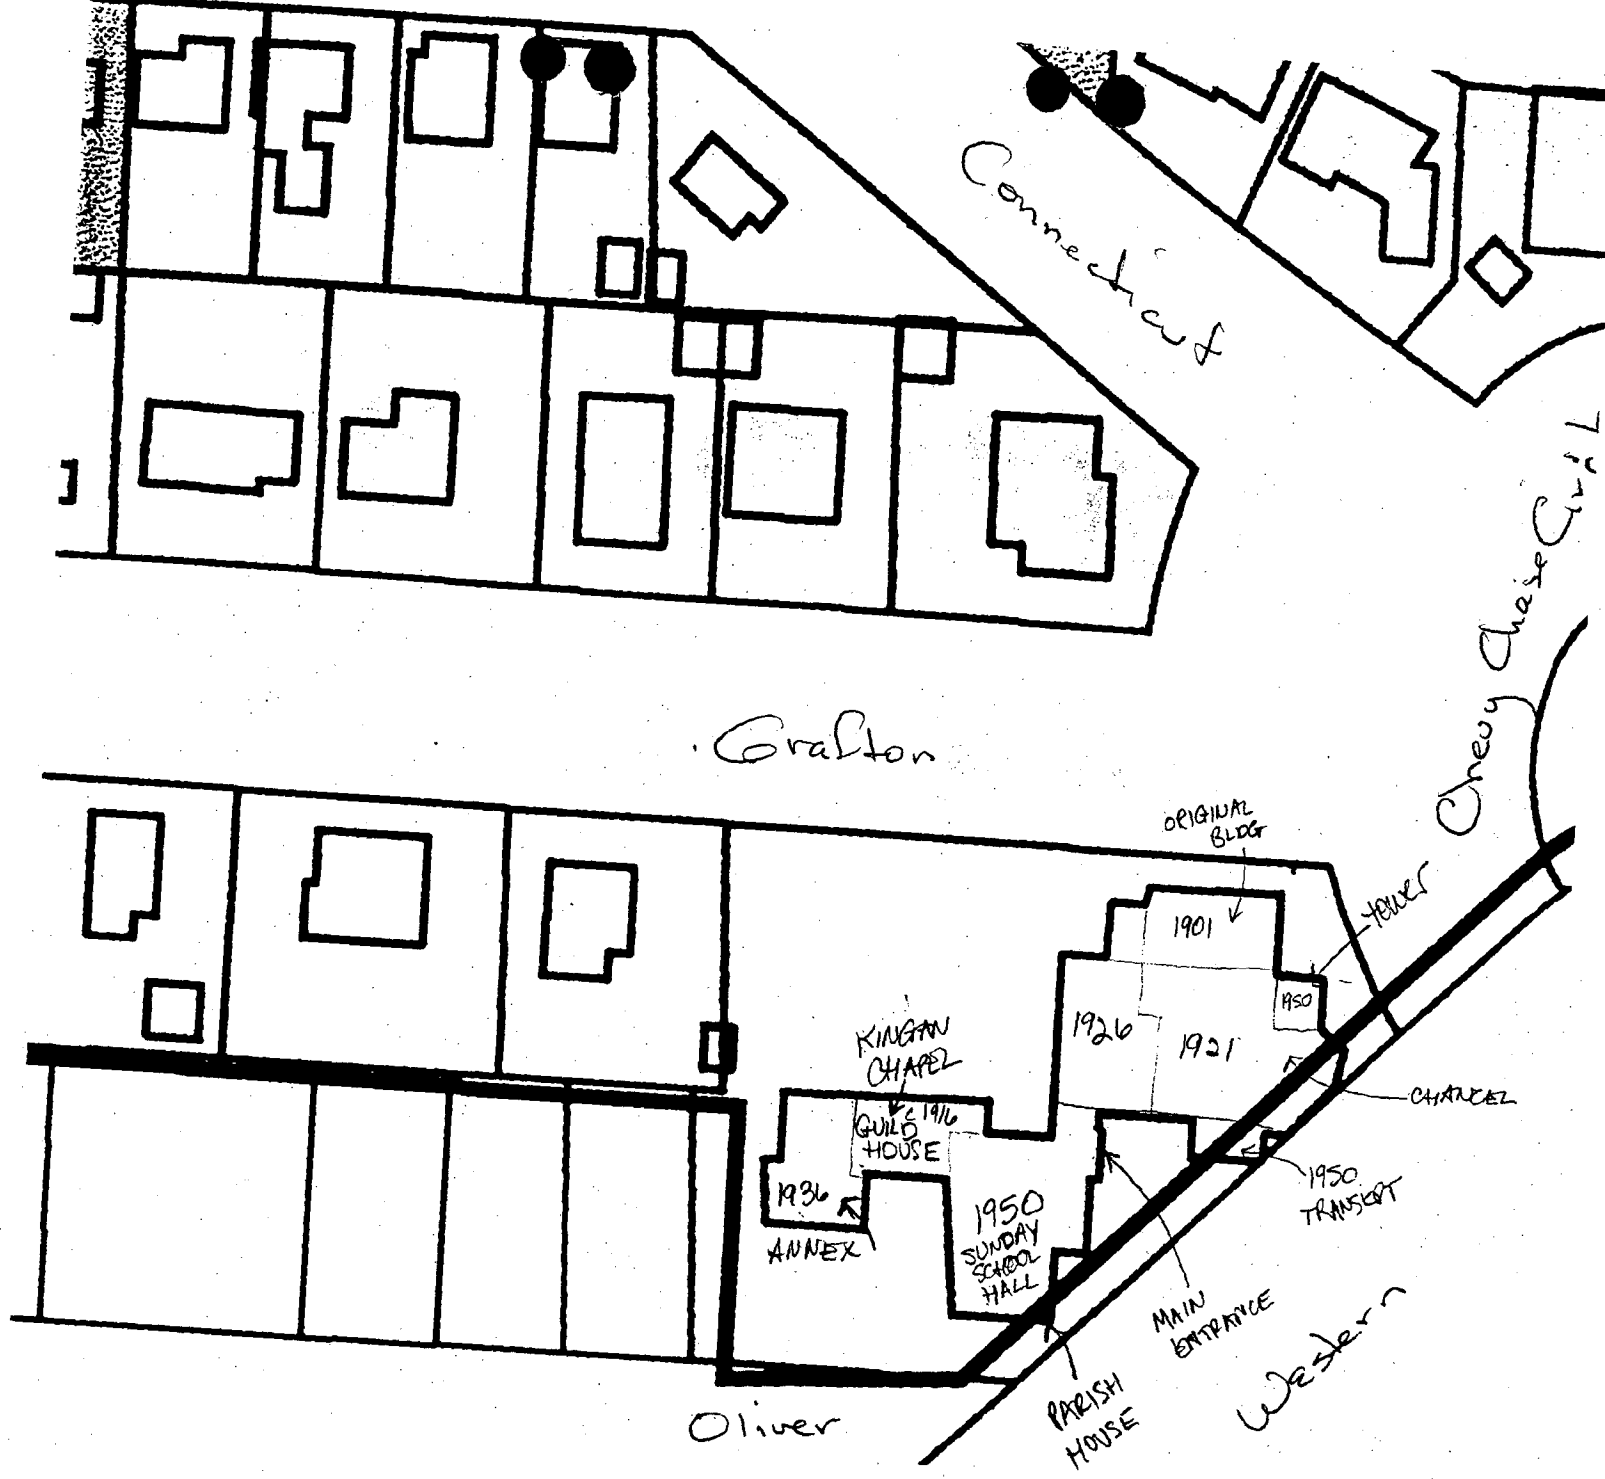 Connecticut
Chevy Chase Circle
Grafton
ORIGINAL
BLDG
TOWER
1901
1950
1926
1921
KINGAN
CHAPEL
CHANCEL
C 1916
GUILD
HOUSE
1936
ANNEX
1950
SUNDAY
SCHOOL
HALL
1950
TRANSEPT
MAIN
ENTRANCE
Western
PARISH
HOUSE
Oliver